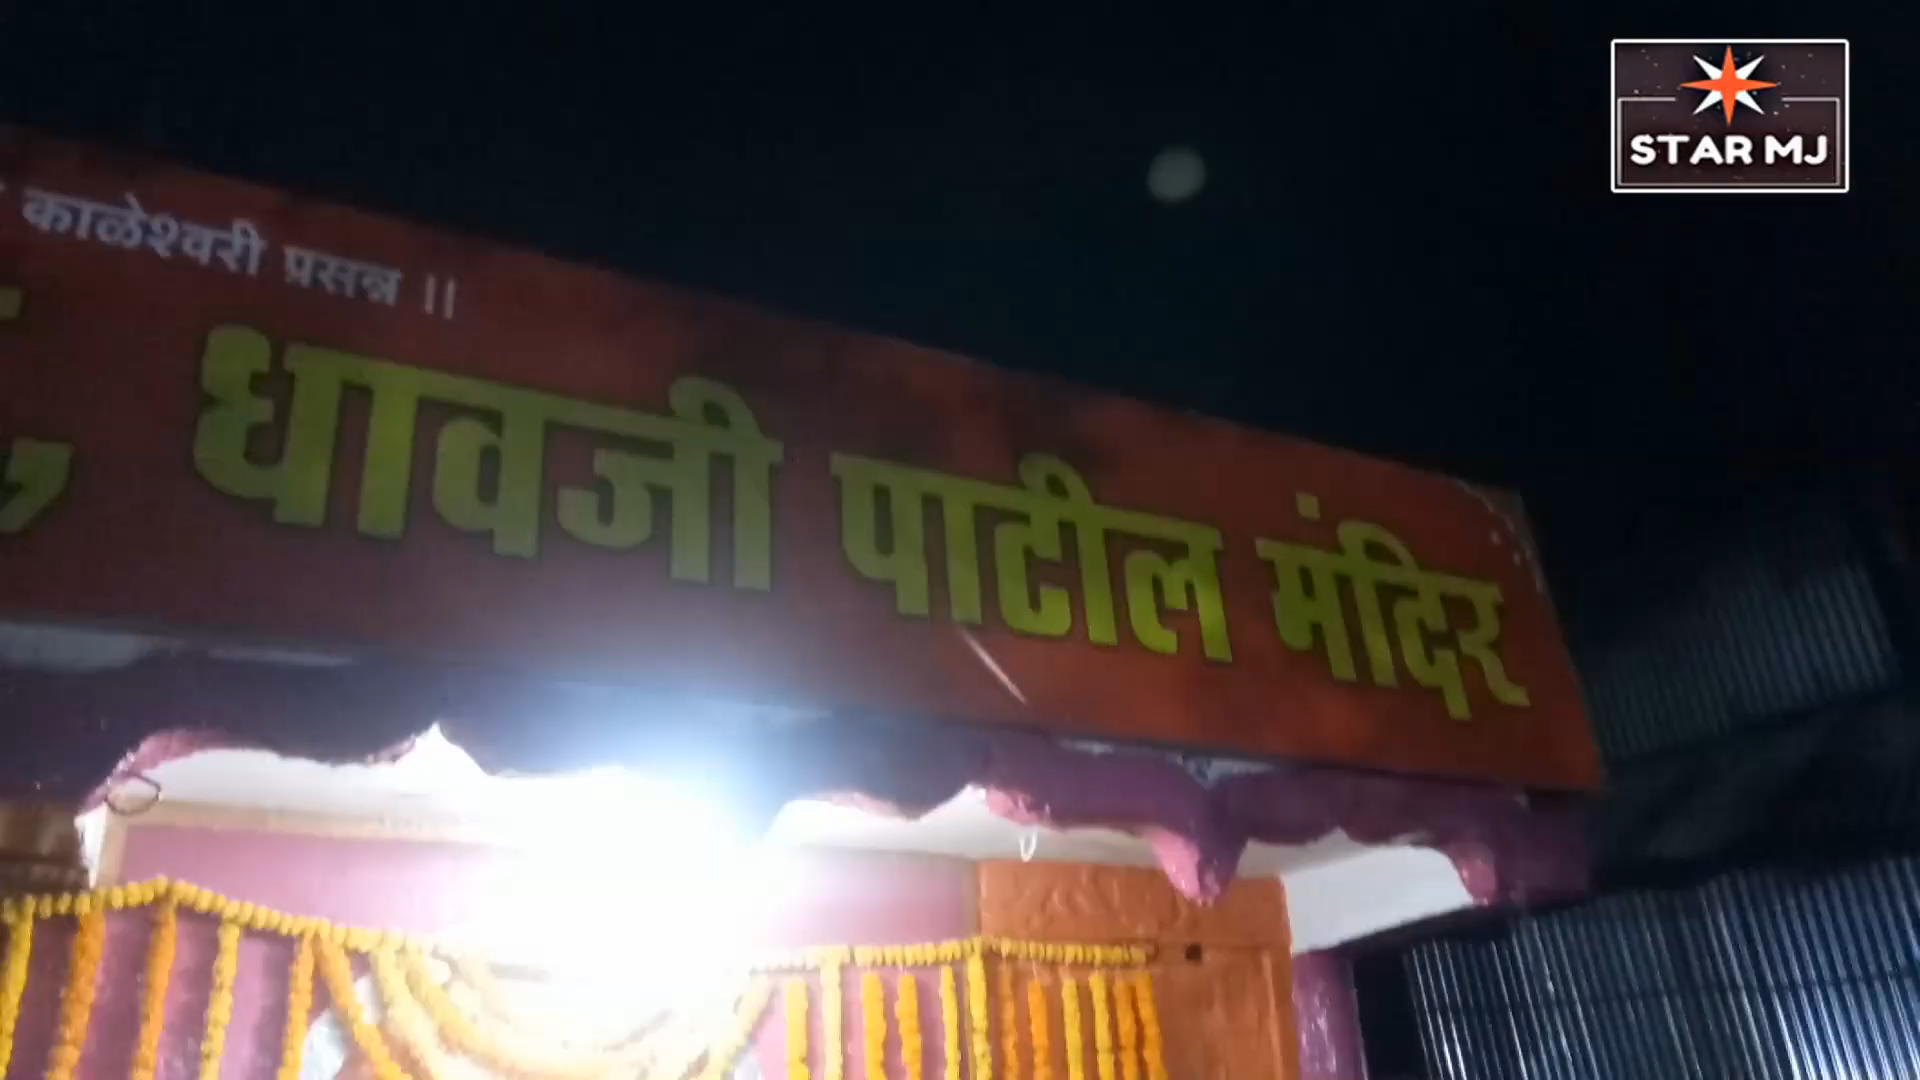 काळेश्वरी प्रसन्न ॥
धावजी पाटील मंदिर
STAR MJ